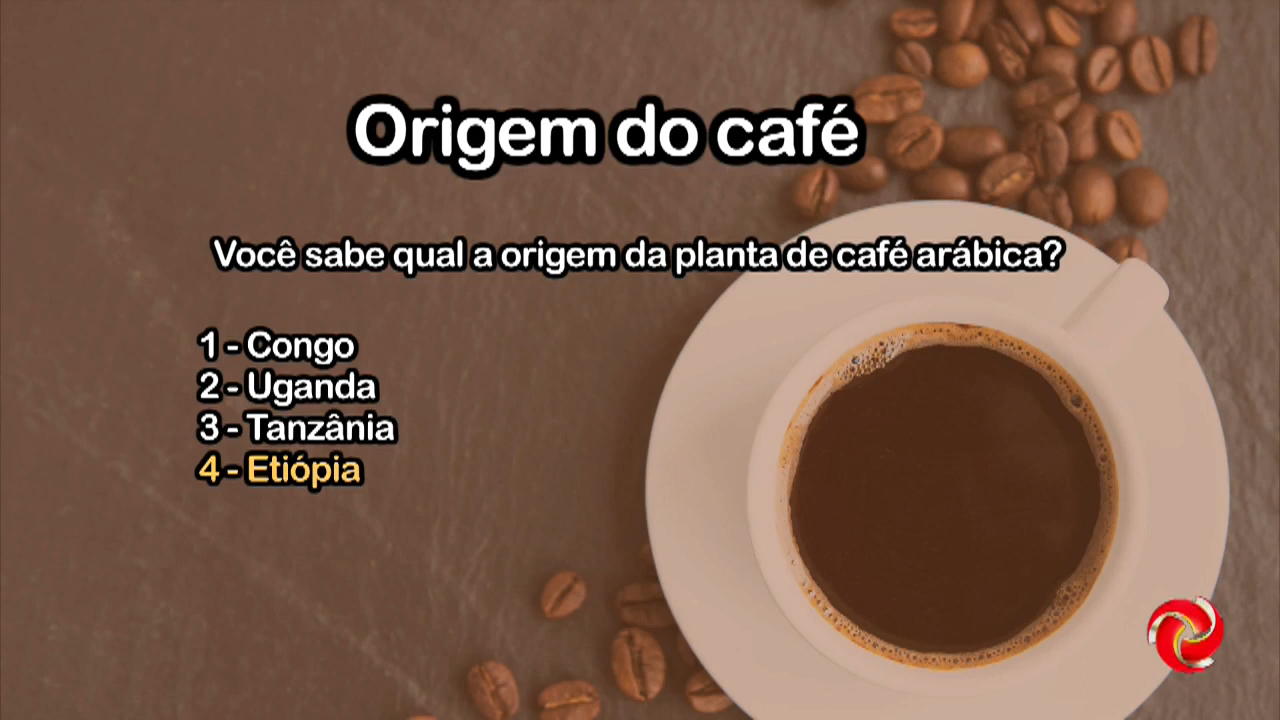 Origem do café
Você sabe qual a origem da planta de café arábica?
1 - Congo
2 - Uganda
3 - Tanzânia
4 - Etiópia